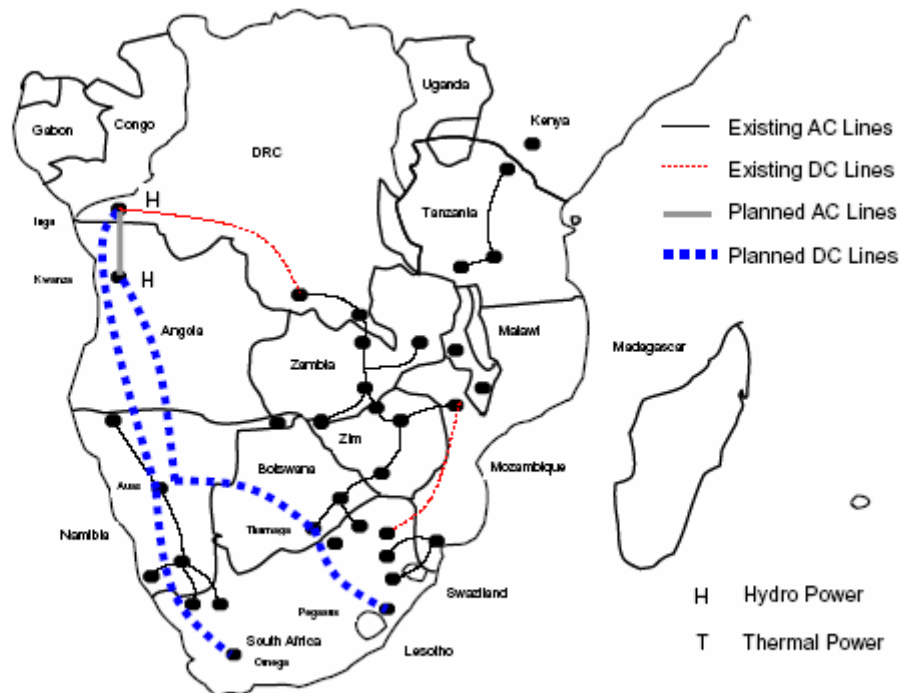 Uganda
Kenya
Gabon
Congo
DRC
Existing AC Lines
Existing DC Lines
H
Tanzania
Planned AC Lines
Inga
Planned DC Lines
Kwanza
H
Angola
Malawi
Madagascar
Zambia
Zim
Botswana
Mozambique
Auas
Namibia
Thamaga
Swaziland
H Hydro Power
Pegasus
South Africa
Lesolho
T Thermal Power
Omega